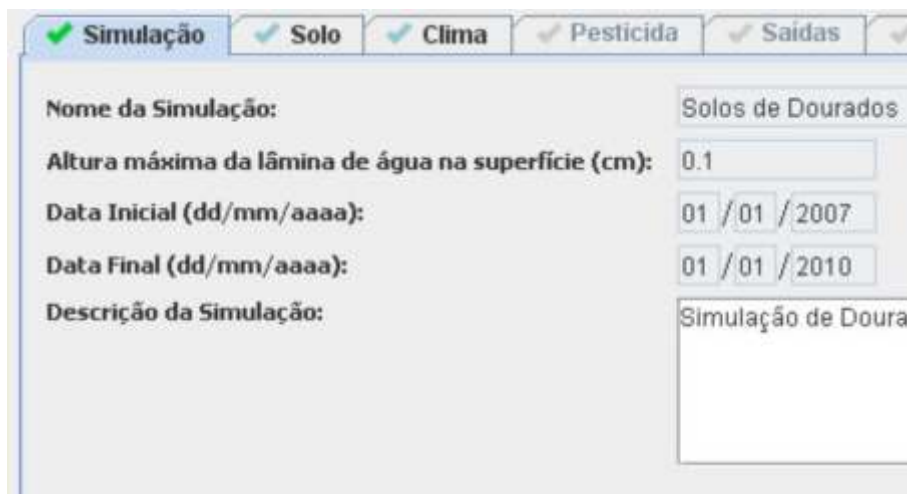 Simulação Solo Clima Pesticida Saídas
Nome da Simulação: Solos de Dourados
Altura máxima da lâmina de água na superfície (cm): 0.1
Data Inicial (dd/mm/aaaa): 01 / 01 / 2007
Data Final (dd/mm/aaaa): 01 / 01 / 2010
Descrição da Simulação: Simulação de Doura